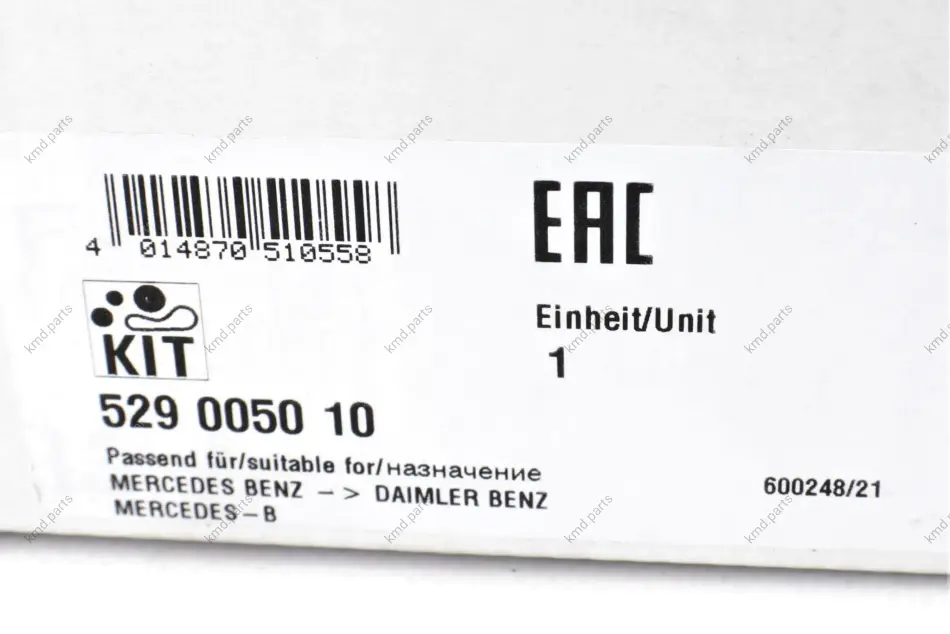 4 014870 510558
EAC
KIT
Einheit/Unit
1
529 0050 10
Passend für/suitable for/назначение
MERCEDES BENZ -> DAIMLER BENZ
MERCEDES-B
600248/21
kmd.parts